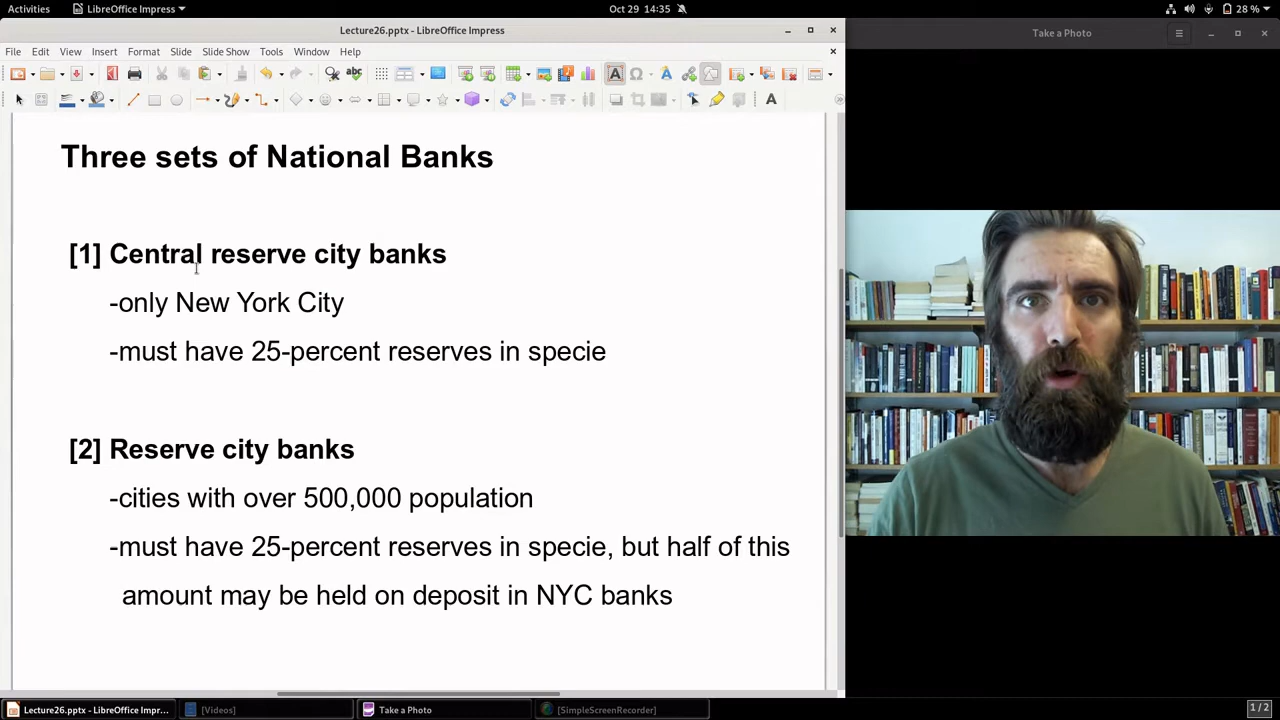 Activities
LibreOffice Impress
Oct 29 14:35
28 %
Lecture26.pptx - LibreOffice Impress
Take a Photo
File Edit View Insert Format Slide Slide Show Tools Window Help
Three sets of National Banks
[1] Central reserve city banks
-only New York City
-must have 25-percent reserves in specie
[2] Reserve city banks
-cities with over 500,000 population
-must have 25-percent reserves in specie, but half of this
amount may be held on deposit in NYC banks
Lecture26.pptx - LibreOffice Impr...
[Videos]
Take a Photo
[SimpleScreenRecorder]
1 / 2